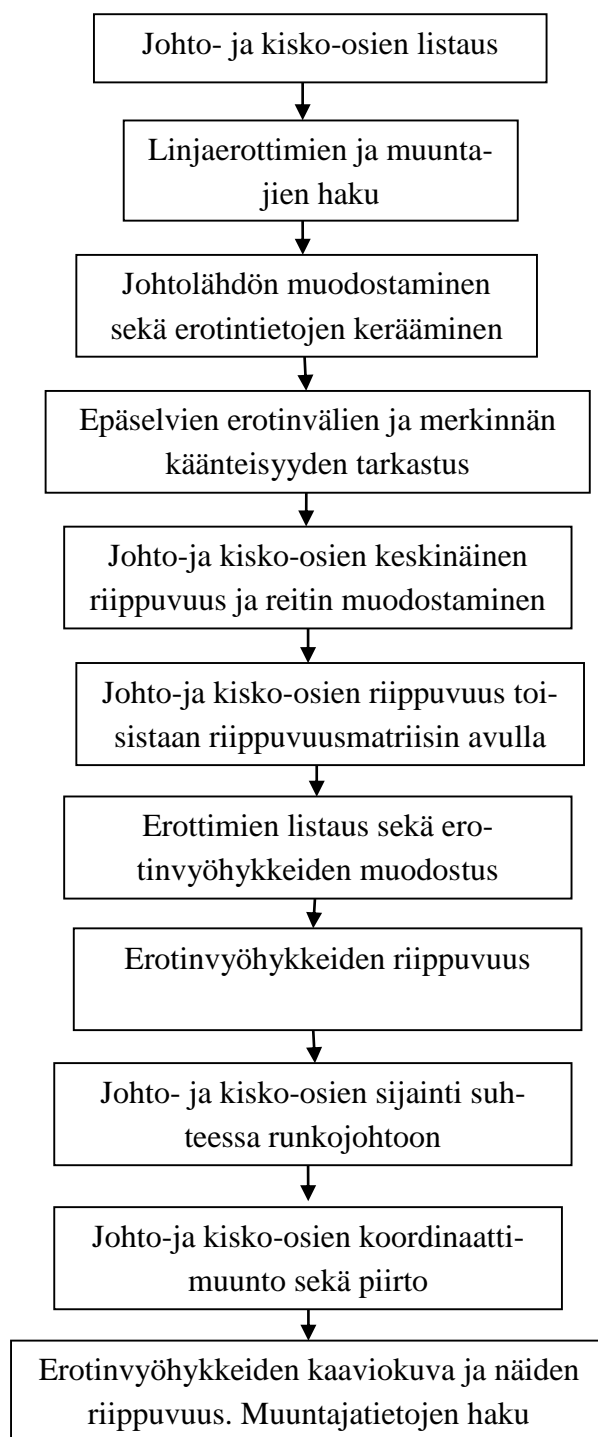 Johto- ja kisko-osien listaus
Linjaerottimien ja muunta-
jien haku
Johtolähdön muodostaminen
sekä erotintietojen kerääminen
Epäselvien erotinvälien ja merkinnän
käänteisyyden tarkastus
Johto-ja kisko-osien keskinäinen
riippuvuus ja reitin muodostaminen
Johto-ja kisko-osien riippuvuus toi-
sistaan riippuvuusmatriisin avulla
Erottimien listaus sekä ero-
tinvyöhykkeiden muodostus
Erotinvyöhykkeiden riippuvuus
Johto- ja kisko-osien sijainti suh-
teessa runkojohtoon
Johto-ja kisko-osien koordinaatti-
muunto sekä piirto
Erotinvyöhykkeiden kaaviokuva ja näiden
riippuvuus. Muuntajatietojen haku